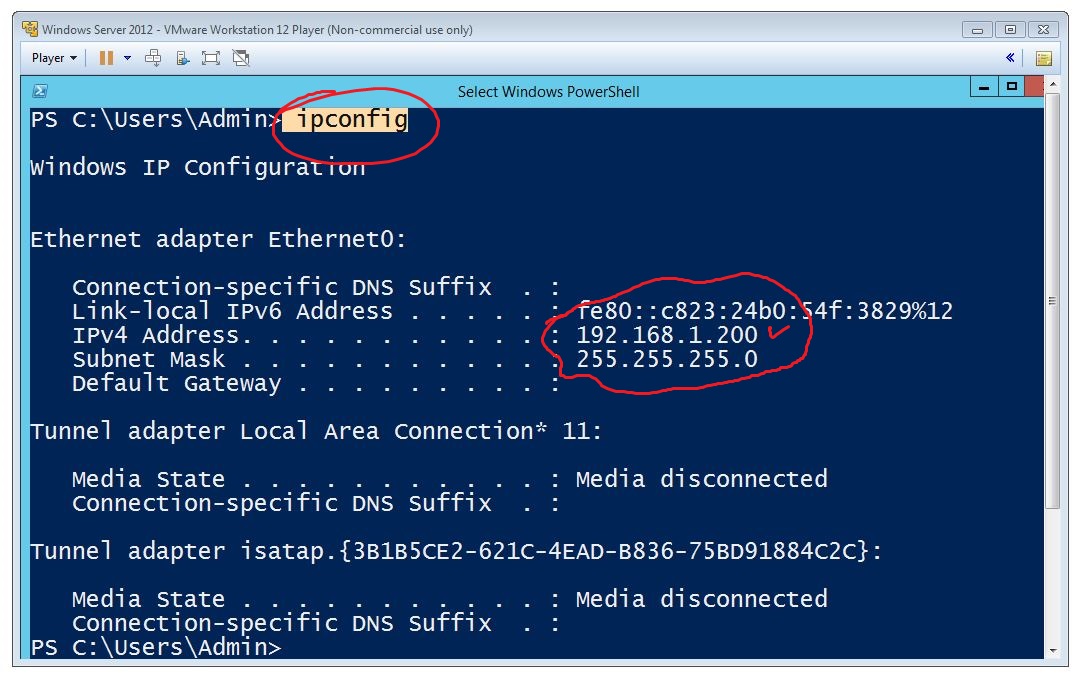 Windows Server 2012 - VMware Workstation 12 Player (Non-commercial use only)
Player
Select Windows PowerShell
PS C:\Users\Admin> ipconfig
Windows IP Configuration
Ethernet adapter Ethernet0:
Connection-specific DNS Suffix . :
Link-local IPv6 Address . . . . . : fe80::c823:24b0:54f:3829%12
IPv4 Address. . . . . . . . . . . : 192.168.1.200
Subnet Mask . . . . . . . . . . . : 255.255.255.0
Default Gateway . . . . . . . . . :
Tunnel adapter Local Area Connection* 11:
Media State . . . . . . . . . . . : Media disconnected
Connection-specific DNS Suffix . :
Tunnel adapter isatap.{3B1B5CE2-621C-4EAD-B836-75BD91884C2C}:
Media State . . . . . . . . . . . : Media disconnected
Connection-specific DNS Suffix . :
PS C:\Users\Admin>